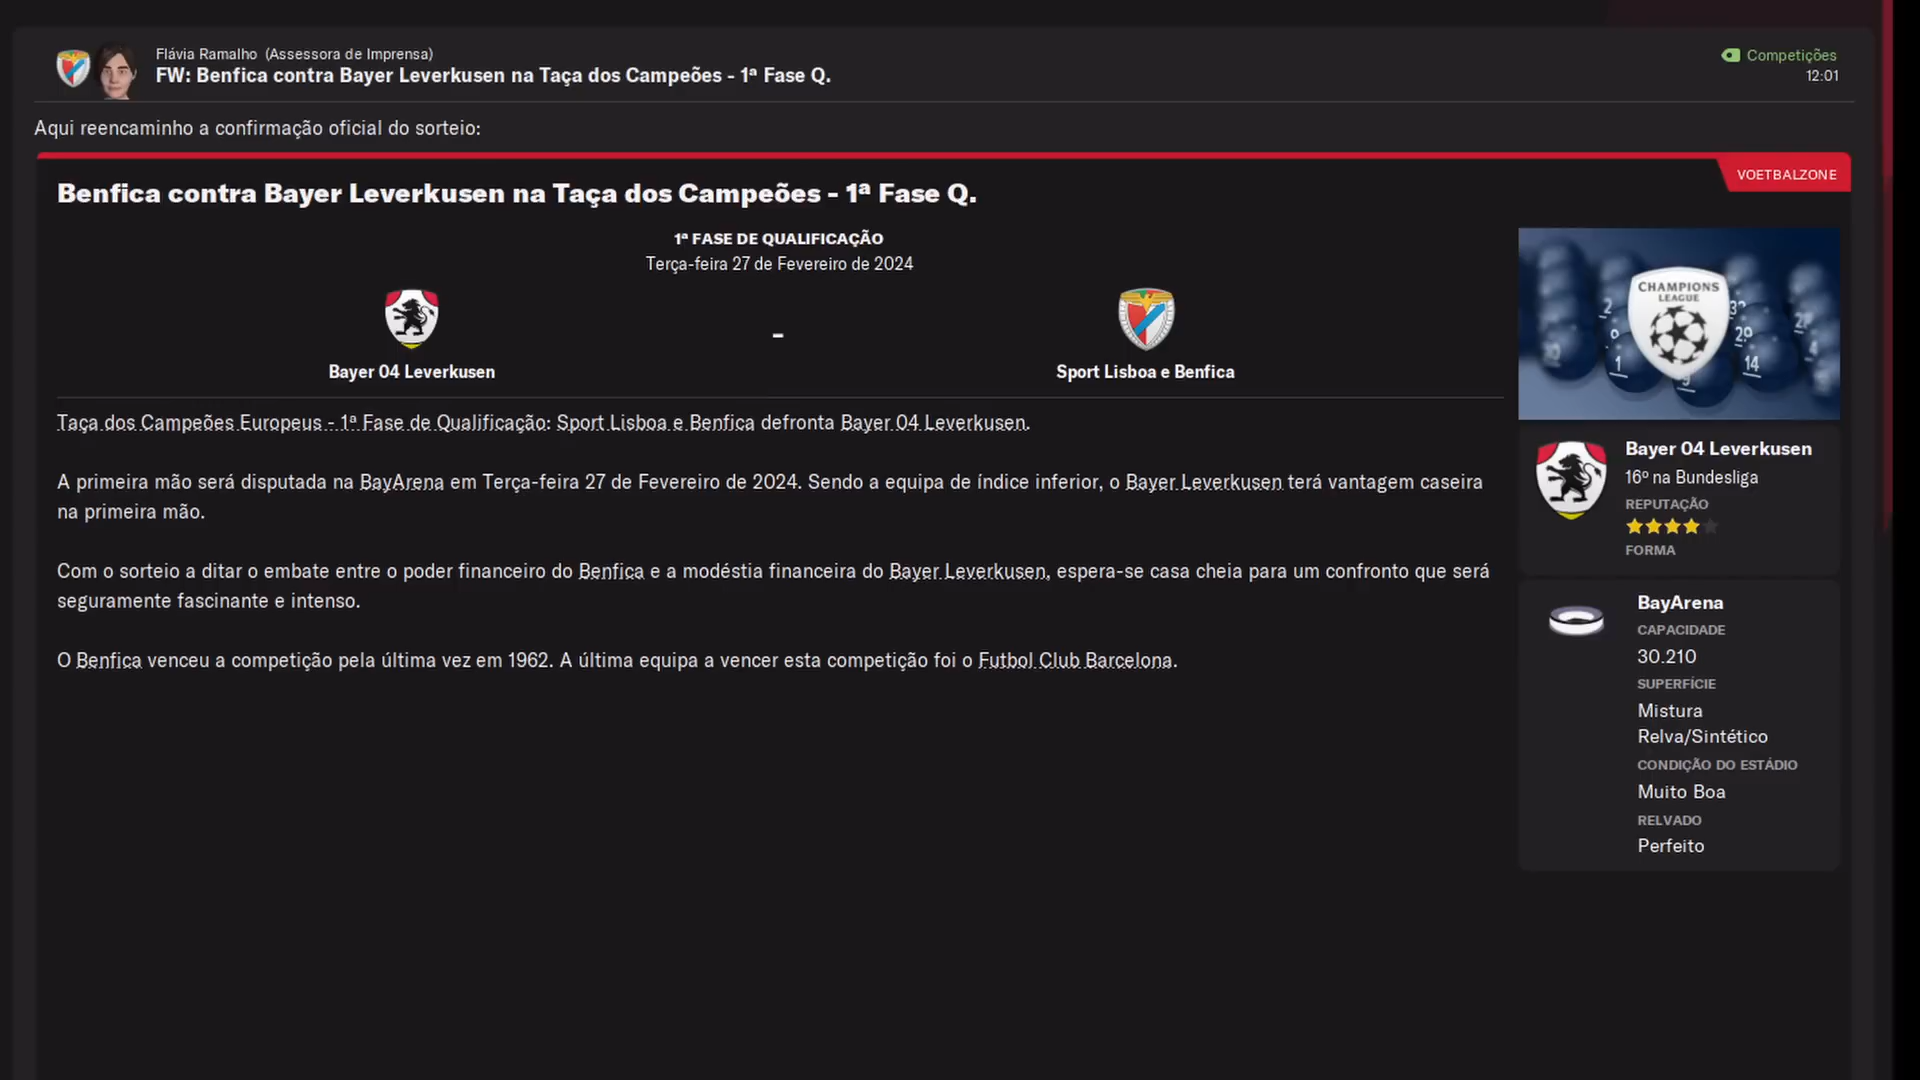 Flávia Ramalho (Assessora de Imprensa)
FW: Benfica contra Bayer Leverkusen na Taça dos Campeões - 1ª Fase Q.
Competições
12:01
Aqui reencaminho a confirmação oficial do sorteio:
VOETBALZONE
Benfica contra Bayer Leverkusen na Taça dos Campeões - 1ª Fase Q.
1ª FASE DE QUALIFICAÇÃO
Terça-feira 27 de Fevereiro de 2024
-
Bayer 04 Leverkusen
Sport Lisboa e Benfica
Taça dos Campeões Europeus - 1ª Fase de Qualificação: Sport Lisboa e Benfica defronta Bayer 04 Leverkusen.
A primeira mão será disputada na BayArena em Terça-feira 27 de Fevereiro de 2024. Sendo a equipa de índice inferior, o Bayer Leverkusen terá vantagem caseira
na primeira mão.
Com o sorteio a ditar o embate entre o poder financeiro do Benfica e a modéstia financeira do Bayer Leverkusen, espera-se casa cheia para um confronto que será
seguramente fascinante e intenso.
O Benfica venceu a competição pela última vez em 1962. A última equipa a vencer esta competição foi o Futbol Club Barcelona.
CHAMPIONS
LEAGUE
2
29
1
14
4
Bayer 04 Leverkusen
16º na Bundesliga
REPUTAÇÃO
FORMA
BayArena
CAPACIDADE
30.210
SUPERFÍCIE
Mistura
Relva/Sintético
CONDIÇÃO DO ESTÁDIO
Muito Boa
RELVADO
Perfeito